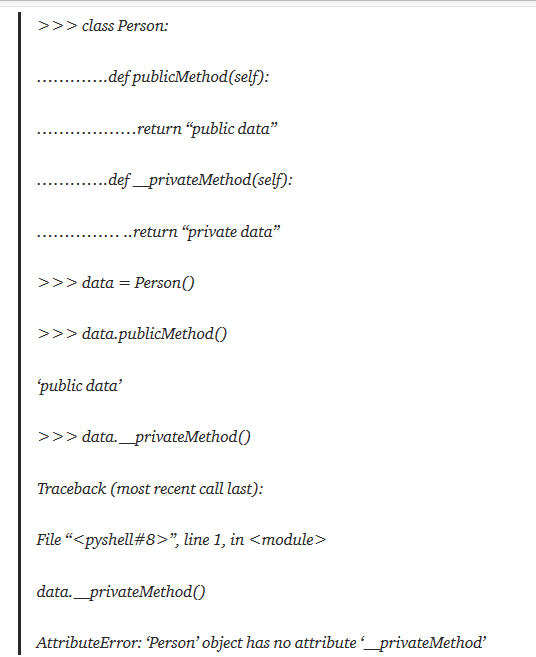 >>> class Person:
………….def publicMethod(self):
………………return “public data”
………….def __privateMethod(self):
…………… ..return “private data”
>>> data = Person()
>>> data.publicMethod()
‘public data’
>>> data.__privateMethod()
Traceback (most recent call last):
File “<pyshell#8>”, line 1, in <module>
data.__privateMethod()
AttributeError: ‘Person’ object has no attribute ‘__privateMethod’